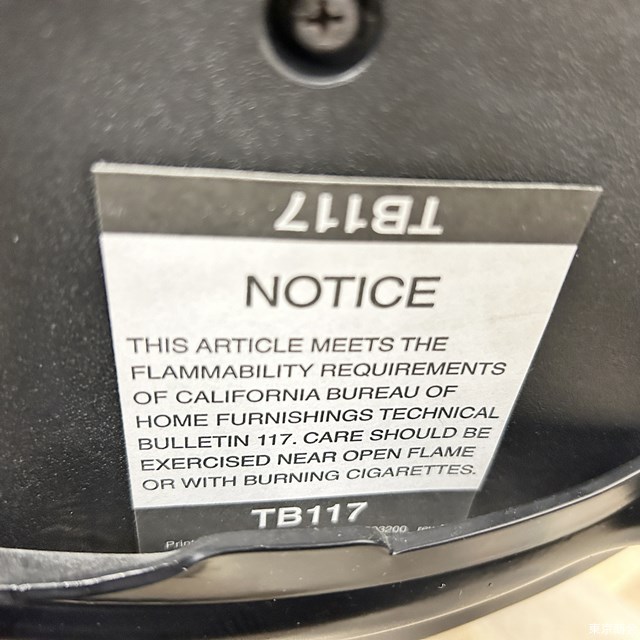 TB117
NOTICE
THIS ARTICLE MEETS THE
FLAMMABILITY REQUIREMENTS
OF CALIFORNIA BUREAU OF
HOME FURNISHINGS TECHNICAL
BULLETIN 117. CARE SHOULD BE
EXERCISED NEAR OPEN FLAME
OR WITH BURNING CIGARETTES.
TB117